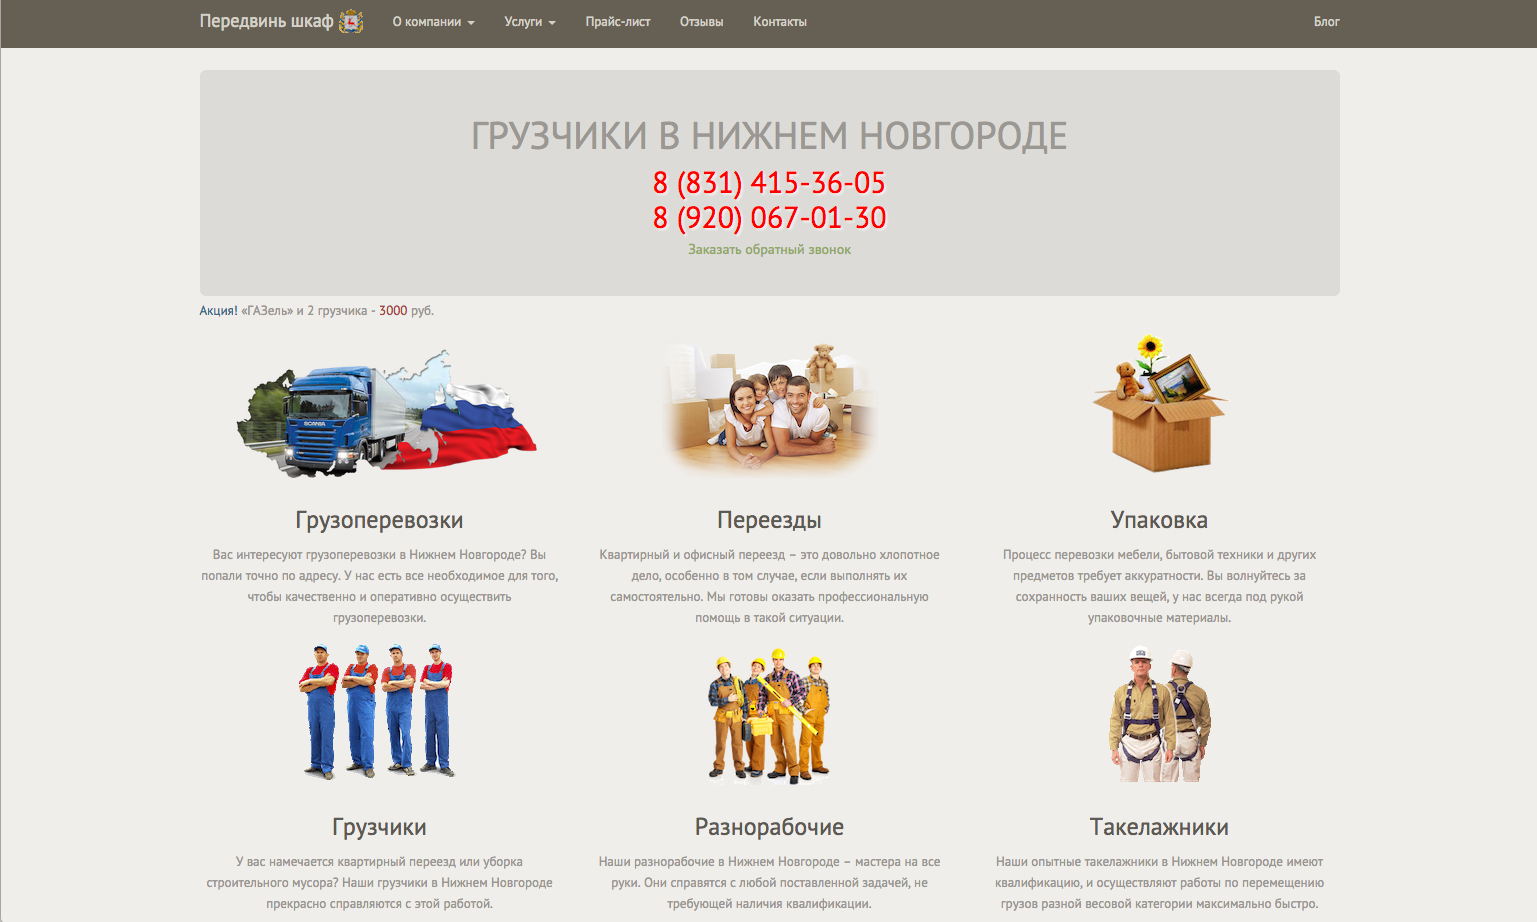 Передвинь шкаф О компании Услуги Прайс-лист Отзывы Контакты Блог
ГРУЗЧИКИ В НИЖНЕМ НОВГОРОДЕ
8 (831) 415-36-05
8 (920) 067-01-30
Заказать обратный звонок
Акция! «ГАЗель» и 2 грузчика - 3000 руб.
SCANIA
Грузоперевозки
Вас интересуют грузоперевозки в Нижнем Новгороде? Вы
попали точно по адресу. У нас есть все необходимое для того,
чтобы качественно и оперативно осуществить
грузоперевозки.
Переезды
Квартирный и офисный переезд – это довольно хлопотное
дело, особенно в том случае, если выполнять их
самостоятельно. Мы готовы оказать профессиональную
помощь в такой ситуации.
Упаковка
Процесс перевозки мебели, бытовой техники и других
предметов требует аккуратности. Вы волнуйтесь за
сохранность ваших вещей, у нас всегда под рукой
упаковочные материалы.
Грузчики
У вас намечается квартирный переезд или уборка
строительного мусора? Наши грузчики в Нижнем Новгороде
прекрасно справляются с этой работой.
Разнорабочие
Наши разнорабочие в Нижнем Новгороде – мастера на все
руки. Они справятся с любой поставленной задачей, не
требующей наличия квалификации.
Такелажники
Наши опытные такелажники в Нижнем Новгороде имеют
квалификацию, и осуществляют работы по перемещению
грузов разной весовой категории максимально быстро.